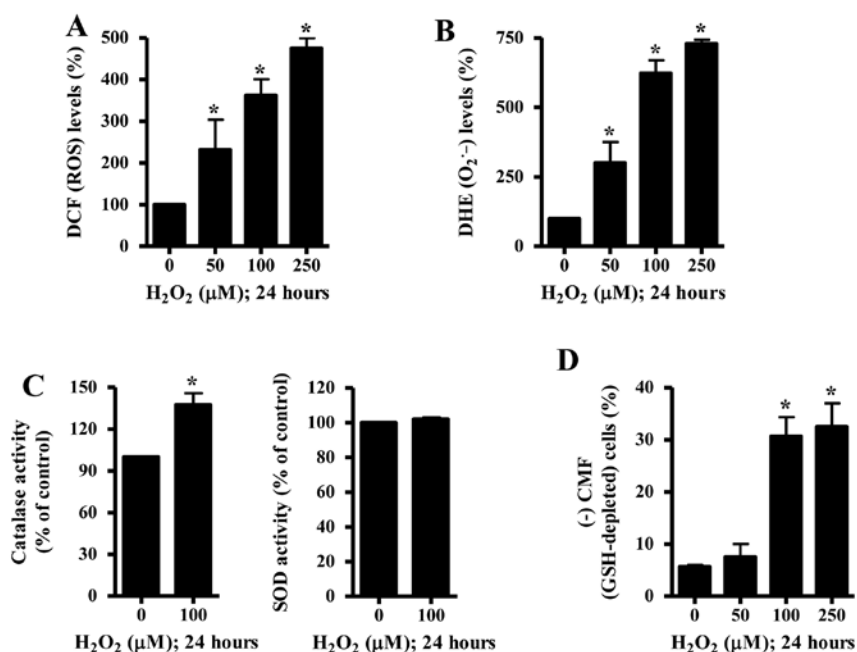 A
DCF (ROS) levels (%)
500
400
300
200
100
0
*
*
*
0 50 100 250
H₂O₂ (μM); 24 hours
B
DHE (O₂·−) levels (%)
750
500
250
0
*
*
*
0 50 100 250
H₂O₂ (μM); 24 hours
C
Catalase activity
(% of control)
150
120
90
60
30
0
*
0 100
H₂O₂ (μM); 24 hours
SOD activity (% of control)
120
100
80
60
40
20
0
0 100
H₂O₂ (μM); 24 hours
D
(-) CMF
(GSH-depleted) cells (%)
40
30
20
10
0
* *
0 50 100 250
H₂O₂ (μM); 24 hours